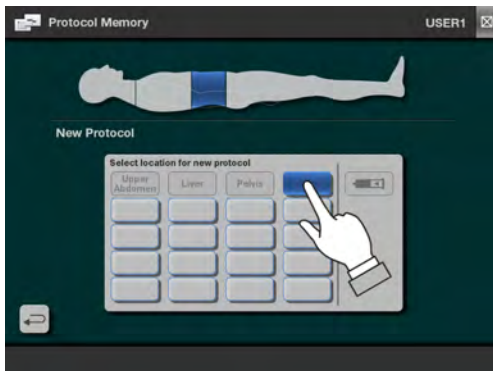 Protocol Memory
USER1
New Protocol
Select location for new protocol
Upper
Abdomen
Liver
Pelvis